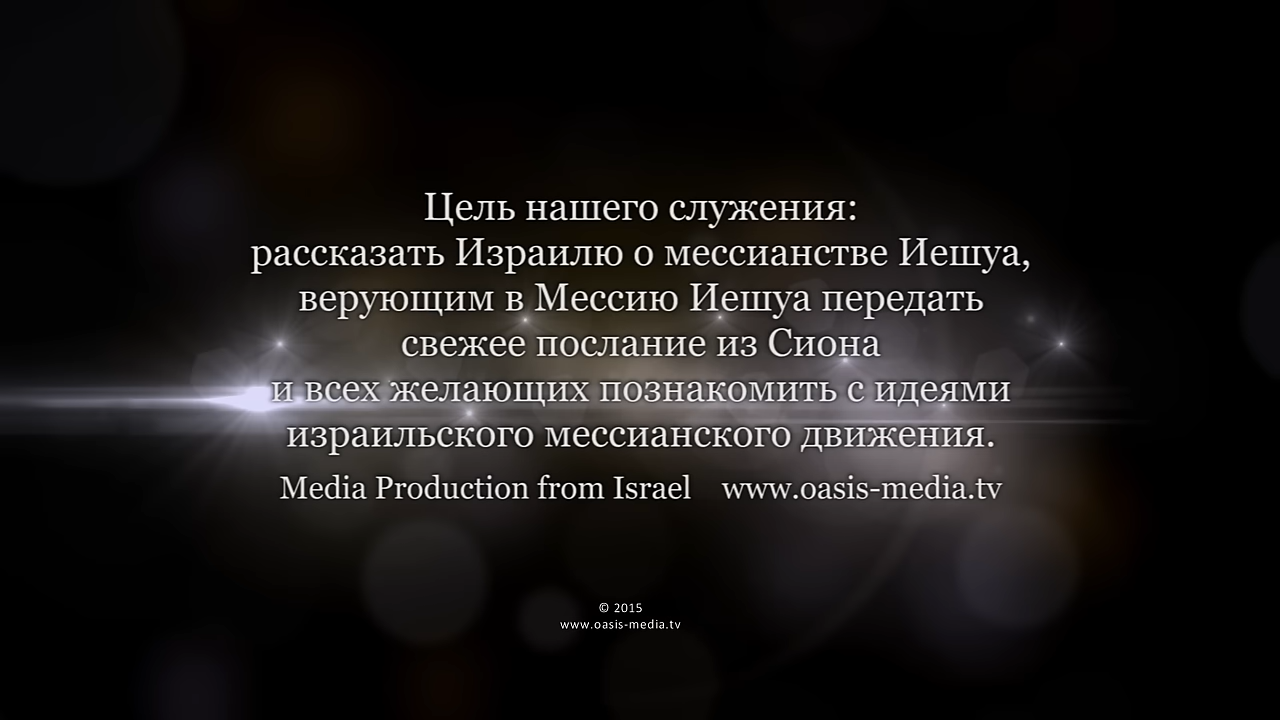 Цель нашего служения:
рассказать Израилю о мессианстве Иешуа,
верующим в Мессию Иешуа передать
свежее послание из Сиона
и всех желающих познакомить с идеями
израильского мессианского движения.
Media Production from Israel www.oasis-media.tv
© 2015
www.oasis-media.tv